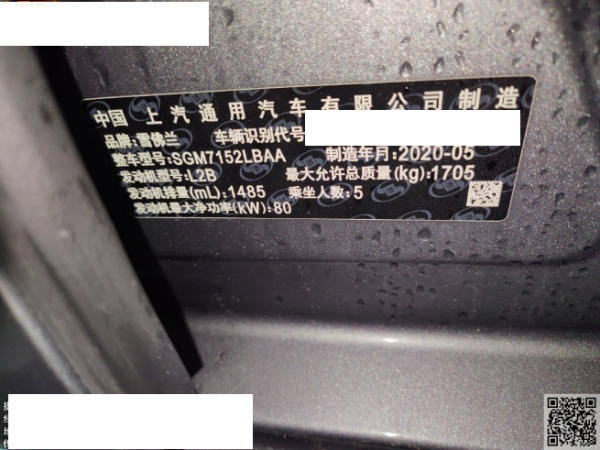 中国 上汽通用汽车有限公司制造
品牌:雪佛兰 车辆识别代号
整车型号:SGM7152LBAA 制造年月:2020-05
发动机型号:L2B 最大允许总质量(kg):1705
发动机排量(mL):1485 乘坐人数:5
发动机最大净功率(kW):80